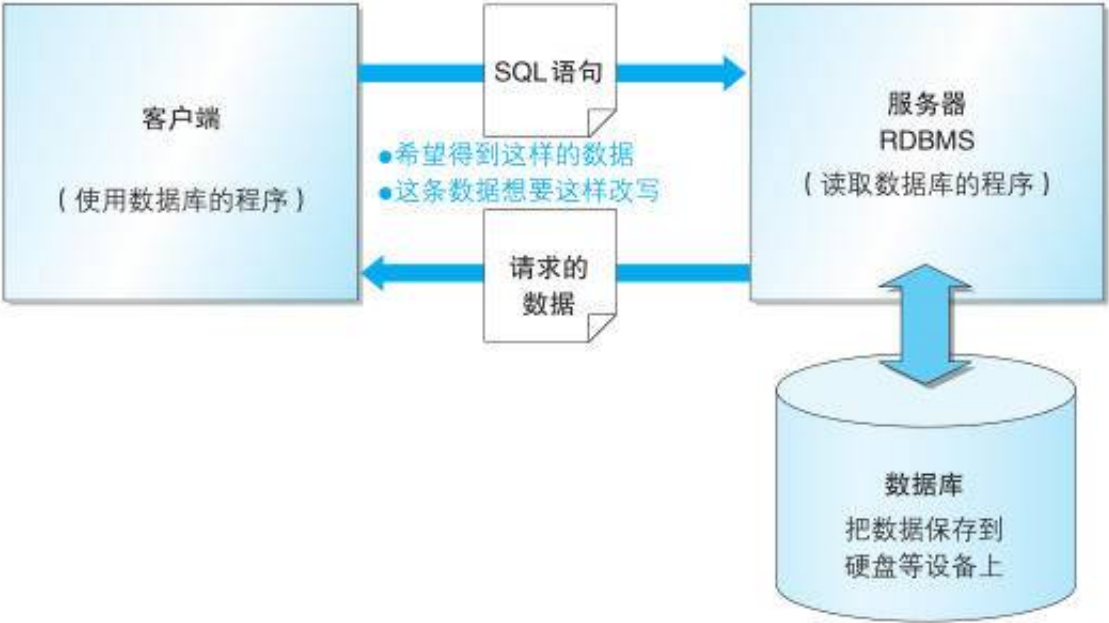 客户端
（使用数据库的程序）
SQL语句
●希望得到这样的数据
●这条数据想要这样改写
请求的
数据
服务器
RDBMS
（读取数据库的程序）
数据库
把数据保存到
硬盘等设备上